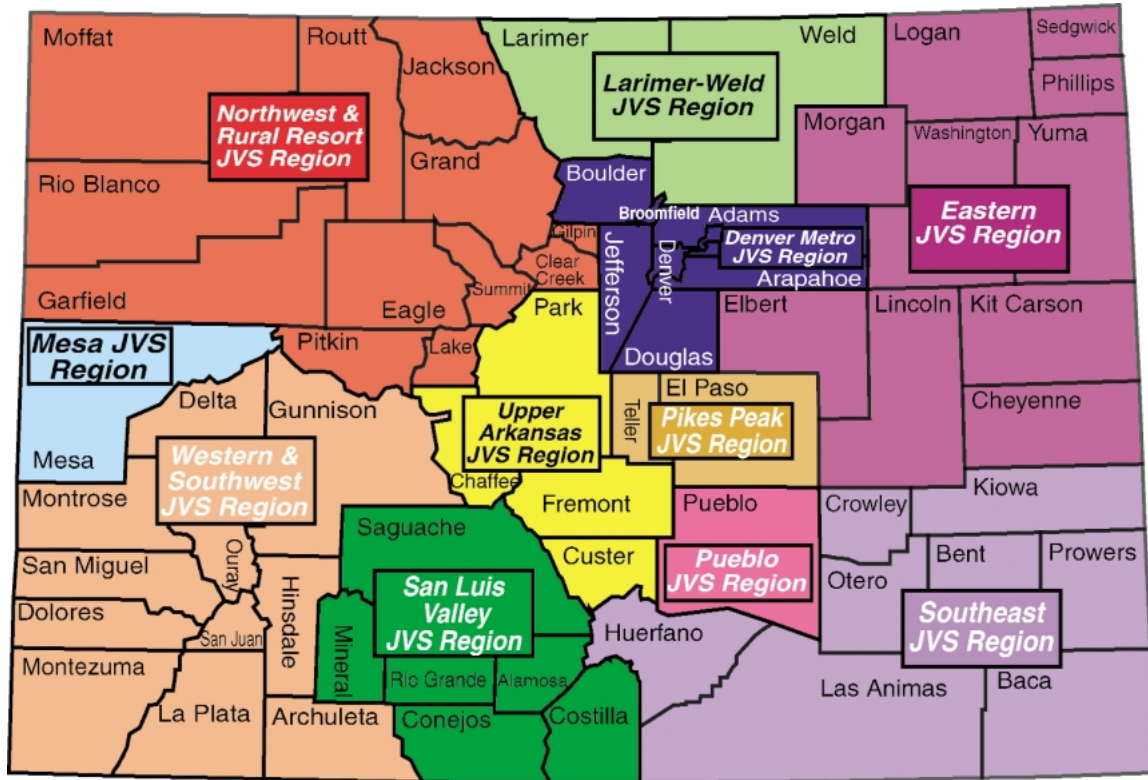 Moffat
Routt
Jackson
Larimer
Weld
Logan
Sedgwick
Phillips
Northwest &
Rural Resort
JVS Region
Larimer-Weld
JVS Region
Morgan
Washington
Yuma
Rio Blanco
Grand
Boulder
Broomfield
Adams
Eastern
JVS Region
Gilpin
Jefferson
Denver
Denver Metro
JVS Region
Clear
Creek
Arapahoe
Garfield
Eagle
Summit
Park
Elbert
Lincoln
Kit Carson
Mesa JVS
Region
Pitkin
Lake
Douglas
Delta
Gunnison
Upper
Arkansas
JVS Region
Teller
El Paso
Pikes Peak
JVS Region
Cheyenne
Mesa
Western &
Southwest
JVS Region
Chaffee
Montrose
Fremont
Pueblo
Crowley
Kiowa
Saguache
Ouray
San Miguel
Hinsdale
Custer
Pueblo
JVS Region
Otero
Bent
Prowers
San Luis
Valley
JVS Region
Southeast
JVS Region
Dolores
San Juan
Mineral
Huerfano
Montezuma
Rio Grande
Alamosa
Las Animas
Baca
La Plata
Archuleta
Conejos
Costilla